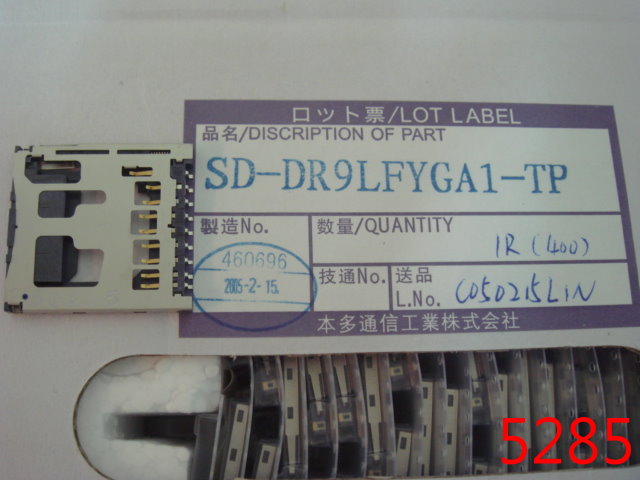 ロット票/LOT LABEL
品名/DISCRIPTION OF PART
SD-DR9LFYGA1-TP
製造No.
数量/QUANTITY
460696
1R (400)
2005-2-15.
技通No.
送品
L.No.
C050215LIN
本多通信工業株式会社
5285